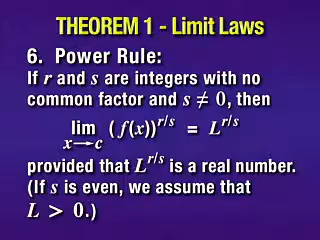 THEOREM 1 - Limit Laws
6. Power Rule:
If r and s are integers with no
common factor and s ≠ 0, then
lim (f(x))^{r/s} = L^{r/s}
x→c
provided that L^{r/s} is a real number.
(If s is even, we assume that
L > 0.)